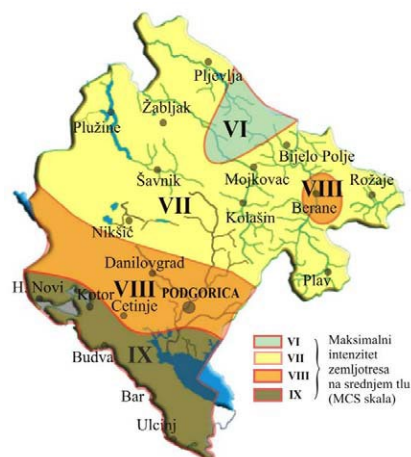 Pljevlja
Žabljak
Plužine
VI
Bijelo Polje
Mojkovac
Šavnik
VIII
Rožaje
Berane
VII
Kolašin
Nikšić
Danilovgrad
Plav
H. Novi
Kotor
VIII PODGORICA
Cetinje
Budva
IX
Bar
Ulcinj
VI
VII
VIII
IX
Maksimalni
intenzitet
zemljotresa
na srednjem tlu
(MCS skala)